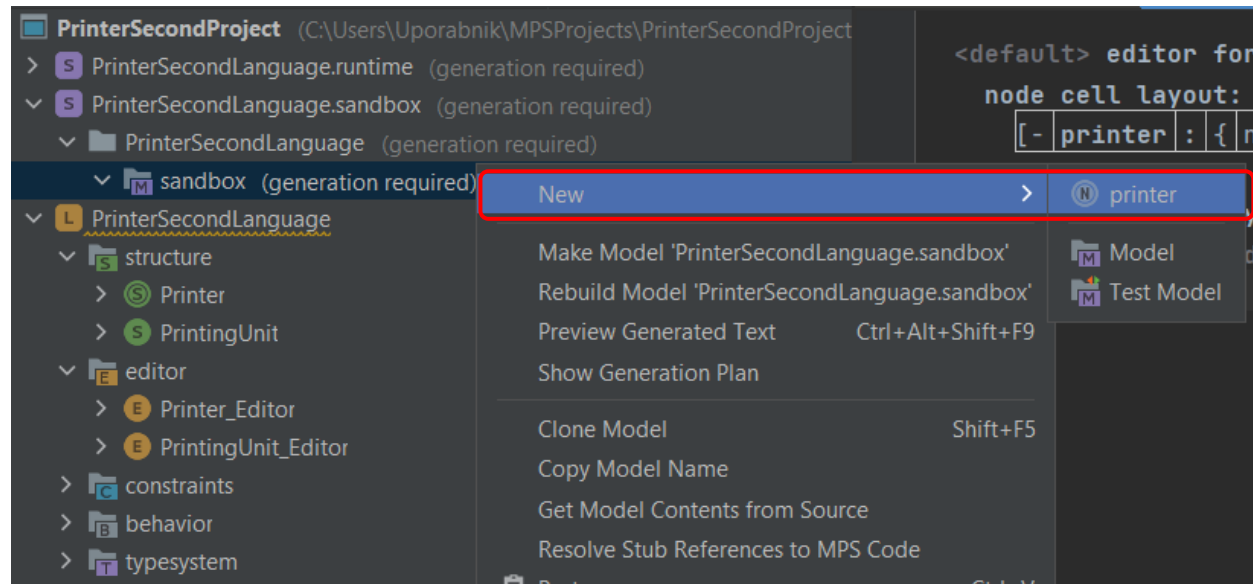 PrinterSecondProject (C:\Users\Uporabnik\MPSProjects\PrinterSecondProject
S PrinterSecondLanguage.runtime (generation required)
S PrinterSecondLanguage.sandbox (generation required)
PrinterSecondLanguage (generation required)
M sandbox (generation required)
L PrinterSecondLanguage
S structure
S Printer
S PrintingUnit
E editor
E Printer_Editor
E PrintingUnit_Editor
C constraints
B behavior
T typesystem
<default> editor for
node cell layout:
[- printer : {
New
Make Model 'PrinterSecondLanguage.sandbox'
Rebuild Model 'PrinterSecondLanguage.sandbox'
Preview Generated Text Ctrl+Alt+Shift+F9
Show Generation Plan
Clone Model Shift+F5
Copy Model Name
Get Model Contents from Source
Resolve Stub References to MPS Code
N printer
M Model
M Test Model